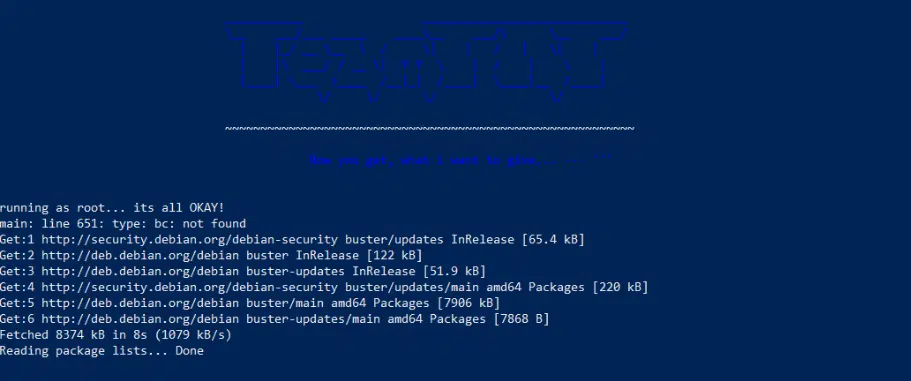 TeamTNT
~~~~~~~~~~~~~~~~~~~~~~~~~~~~~~~~~~~~~~~~~~~~~~~~~~~~~~~~~~
Now you get, what i want to give... --- ''
running as root... its all OKAY!
main: line 651: type: bc: not found
Get:1 http://security.debian.org/debian-security buster/updates InRelease [65.4 kB]
Get:2 http://deb.debian.org/debian buster InRelease [122 kB]
Get:3 http://deb.debian.org/debian buster-updates InRelease [51.9 kB]
Get:4 http://security.debian.org/debian-security buster/updates/main amd64 Packages [220 kB]
Get:5 http://deb.debian.org/debian buster/main amd64 Packages [7906 kB]
Get:6 http://deb.debian.org/debian buster-updates/main amd64 Packages [7868 B]
Fetched 8374 kB in 8s (1079 kB/s)
Reading package lists... Done